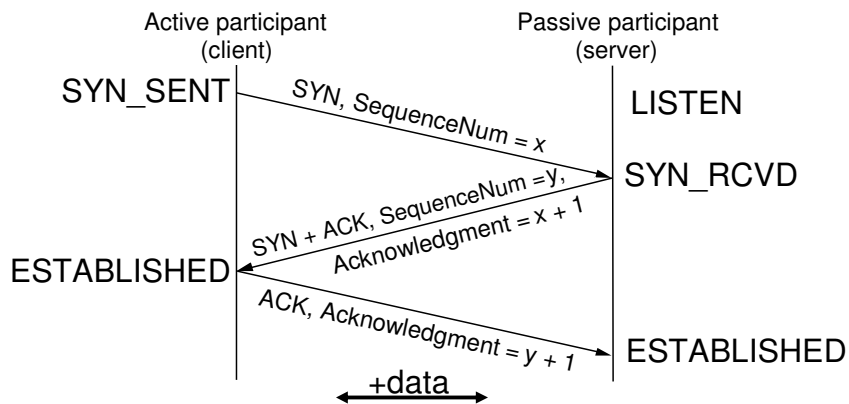 Active participant
(client)
Passive participant
(server)
SYN_SENT
SYN, SequenceNum = x
LISTEN
SYN_RCVD
SYN + ACK, SequenceNum =y,
Acknowledgment = x + 1
ESTABLISHED
ACK, Acknowledgment = y + 1
ESTABLISHED
+data